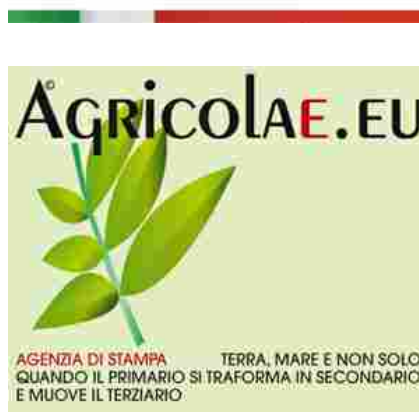 ©
AGRICOLAE.EU
AGENZIA DI STAMPA TERRA, MARE E NON SOLO
QUANDO IL PRIMARIO SI TRAFORMA IN SECONDARIO
E MUOVE IL TERZIARIO